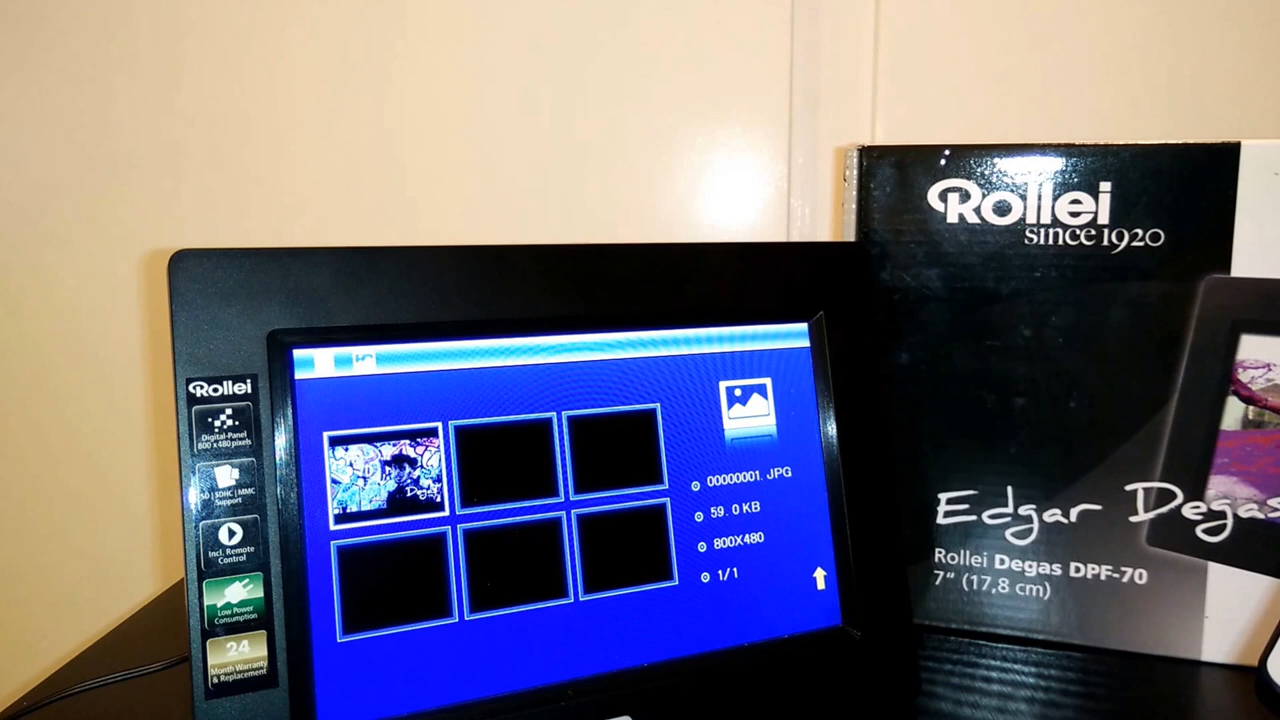 Rollei
since 1920
Rollei
Digital-Panel
800 x 480 pixels
SD | SDHC | MMC
Support
Incl. Remote
Control
Low Power
Consumption
24
Month Warranty
& Replacement
00000001. JPG
59. 0 KB
800X480
1/1
Edgar Degas
Rollei Degas DPF-70
7“ (17,8 cm)